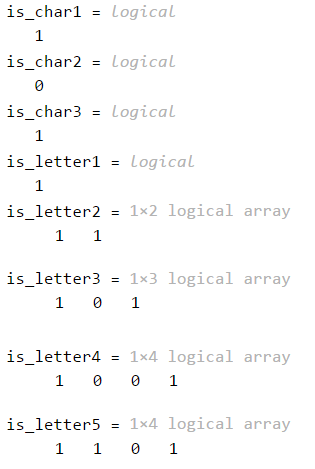 is_char1 = logical
1
is_char2 = logical
0
is_char3 = logical
1
is_letter1 = logical
1
is_letter2 = 1×2 logical array
1 1
is_letter3 = 1×3 logical array
1 0 1
is_letter4 = 1×4 logical array
1 0 0 1
is_letter5 = 1×4 logical array
1 1 0 1